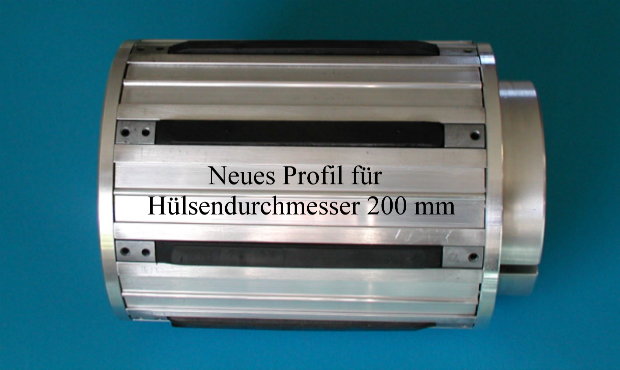 Neues Profil für
Hülsendurchmesser 200 mm